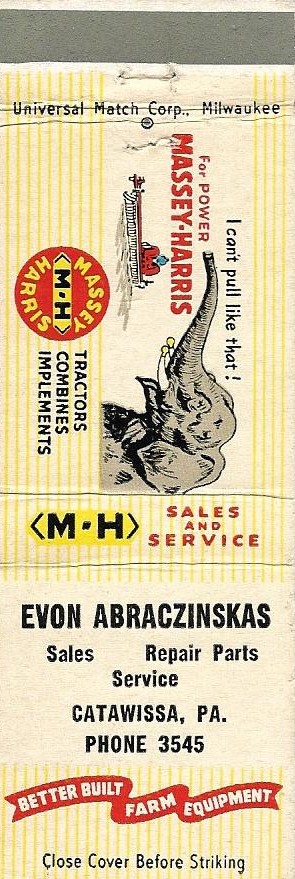 Universal Match Corp., Milwaukee
I can't pull like that!
For POWER
MASSEY-HARRIS
MASSEY
M-H
HARRIS
TRACTORS
COMBINES
IMPLEMENTS
<M-H>
SALES
AND
SERVICE
EVON ABRACZINSKAS
Sales Repair Parts
Service
CATAWISSA, PA.
PHONE 3545
BETTER BUILT FARM EQUIPMENT
Close Cover Before Striking